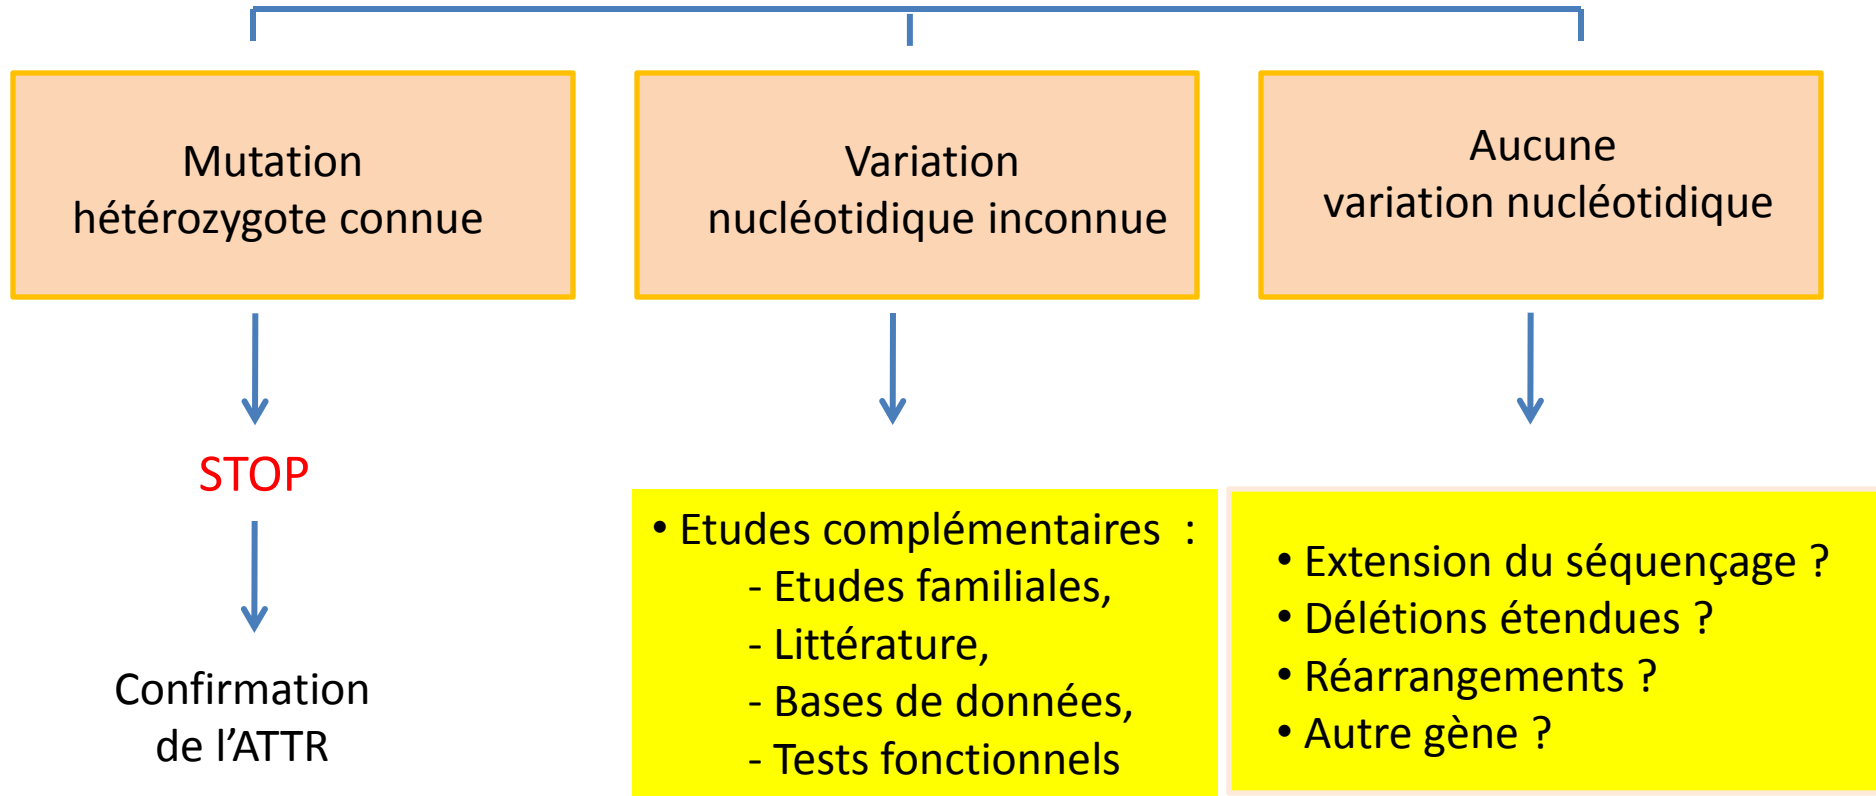 Mutation
hétérozygote connue
Variation
nucléotidique inconnue
Aucune
variation nucléotidique
STOP
Confirmation
de l’ATTR
• Etudes complémentaires :
- Etudes familiales,
- Littérature,
- Bases de données,
- Tests fonctionnels
• Extension du séquençage ?
• Délétions étendues ?
• Réarrangements ?
• Autre gène ?